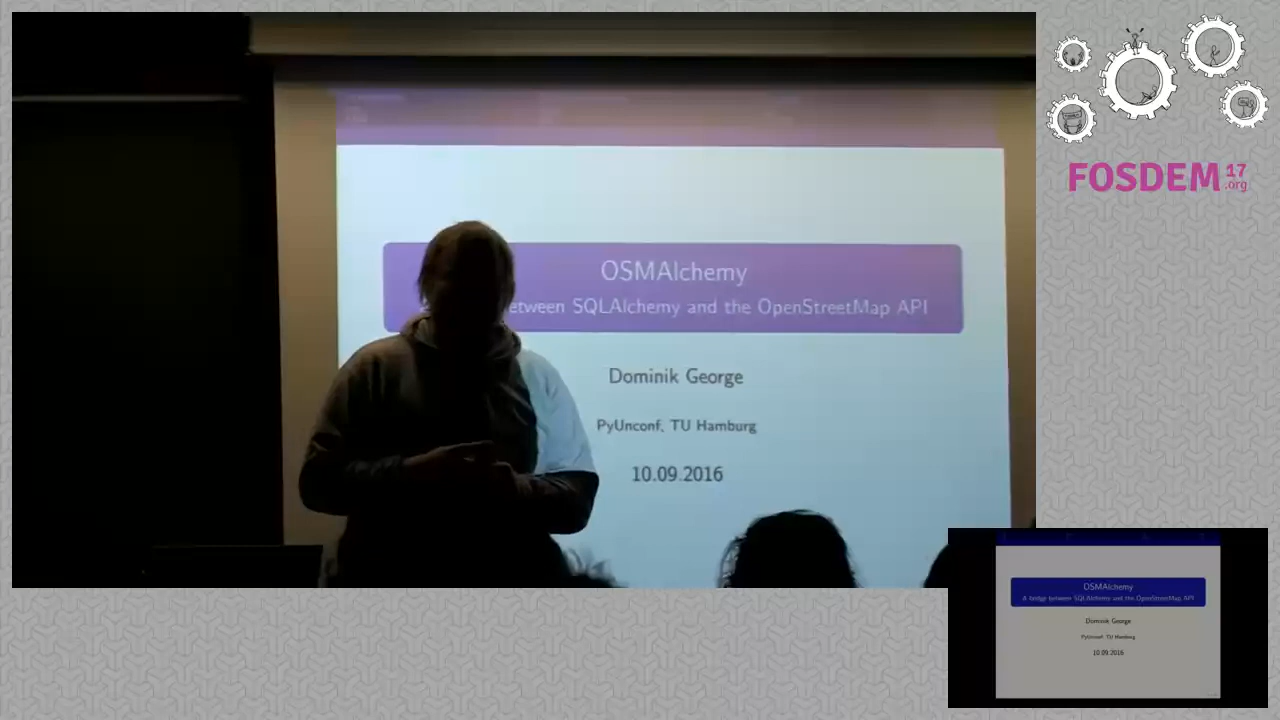 OSMAlchemy
etween SQLAlchemy and the OpenStreetMap API
Dominik George
PyUnconf, TU Hamburg
10.09.2016
FOSDEM 17
.org
OSMAlchemy
A bridge between SQLAlchemy and the OpenStreetMap API
Dominik George
PyUnconf, TU Hamburg
10.09.2016